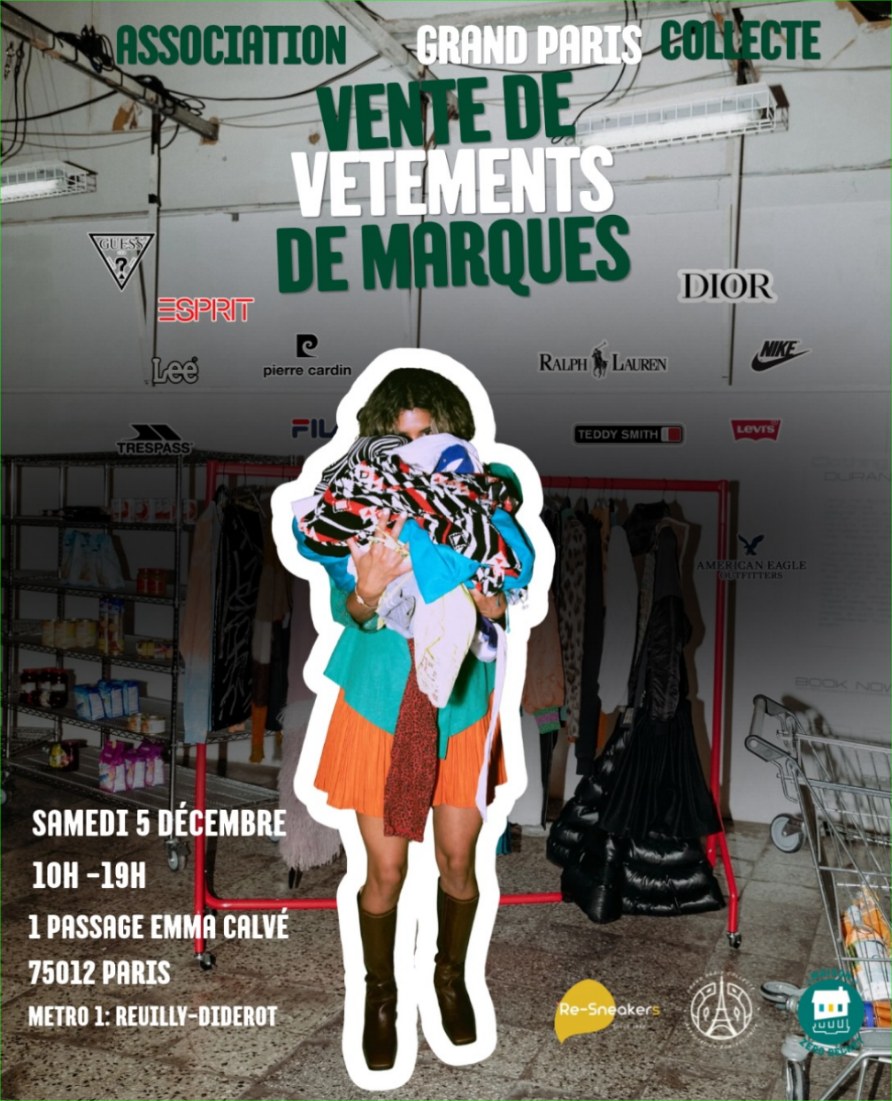 ASSOCIATION GRAND PARIS COLLECTE
VENTE DE
VETEMENTS
DE MARQUES
GUESS
?
ESPRIT
DIOR
Lee
pierre cardin
RALPH LAUREN
NIKE
TRESPASS
FILA
TEDDY SMITH
Levi's
AMERICAN EAGLE
OUTFITTERS
BOOK NOW
SAMEDI 5 DÉCEMBRE
10H -19H
1 PASSAGE EMMA CALVÉ
75012 PARIS
METRO 1: REUILLY-DIDEROT
Re-Sneakers